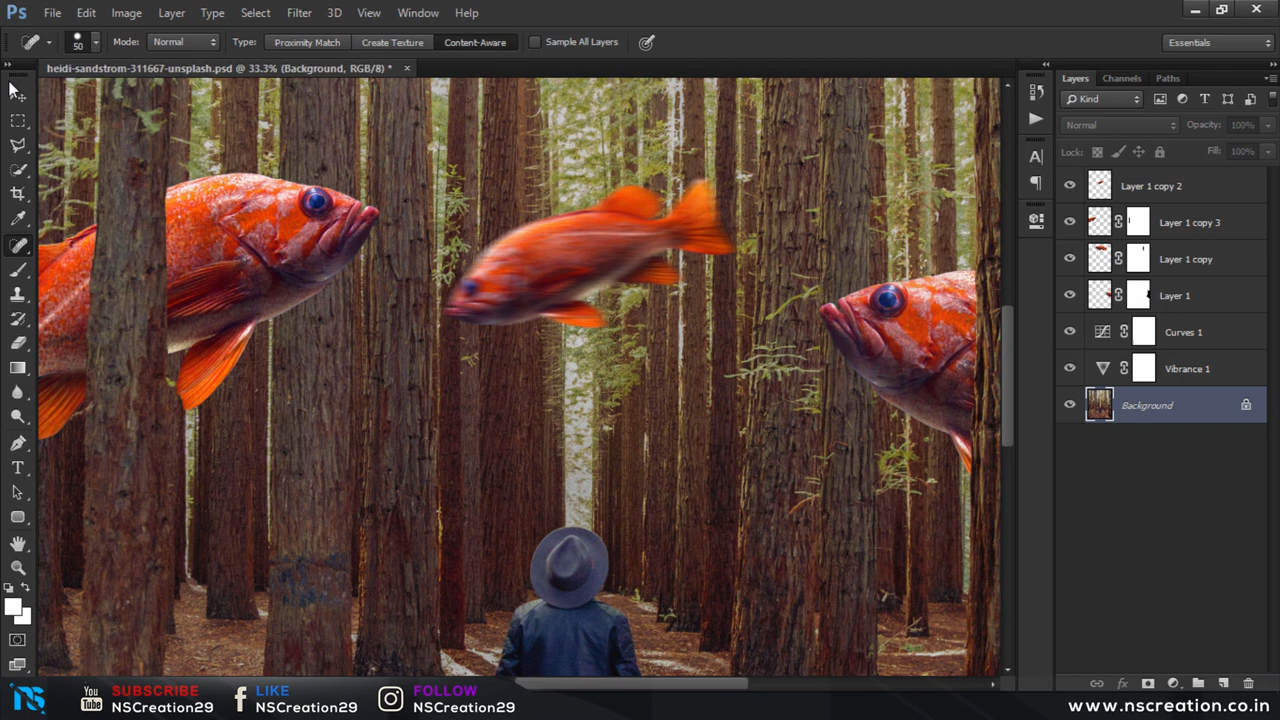 Ps File Edit Image Layer Type Select Filter 3D View Window Help
50 Mode: Normal Type: Proximity Match Create Texture Content-Aware Sample All Layers Essentials
heidi-sandstrom-311667-unsplash.psd @ 33.3% (Background, RGB/8) * ×
Layers Channels Paths
Kind
Normal Opacity: 100%
Lock: Fill: 100%
Layer 1 copy 2
Layer 1 copy 3
Layer 1 copy
Layer 1
Curves 1
Vibrance 1
Background
NS You Tube SUBSCRIBE NSCreation29 LIKE NSCreation29 FOLLOW NSCreation29 www.nscreation.co.in